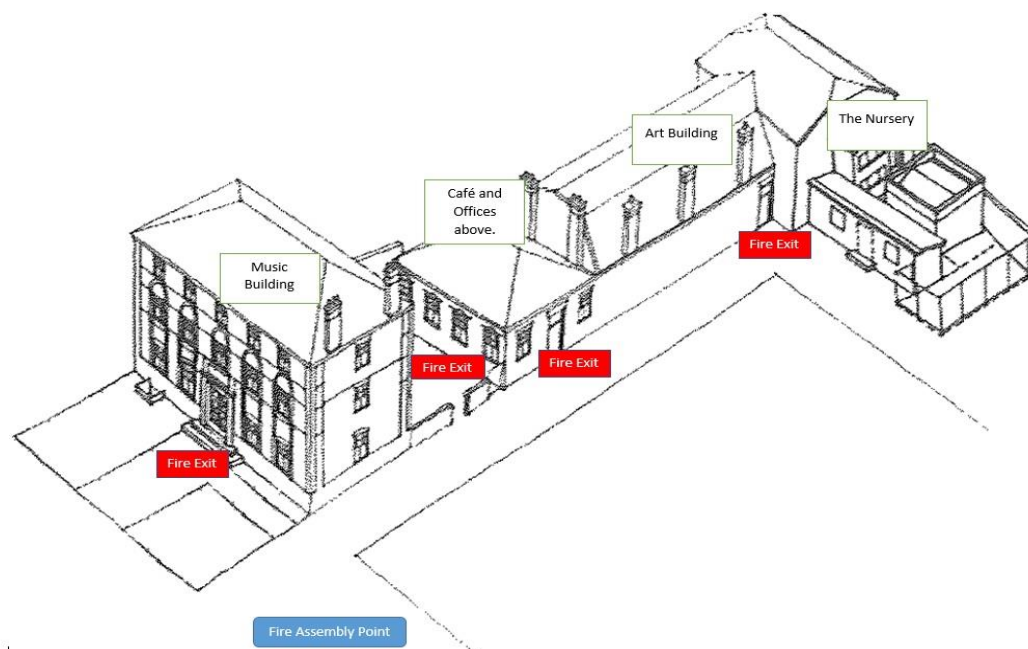 The Nursery
Art Building
Café and
Offices
above.
Fire Exit
Music
Building
Fire Exit
Fire Exit
Fire Exit
Fire Assembly Point